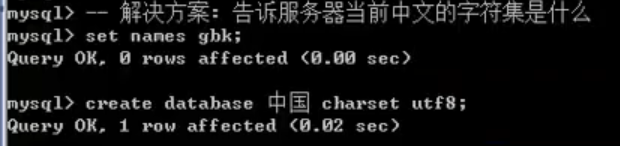 mysql> -- 解决方案：告诉服务器当前中文的字符集是什么
mysql> set names gbk;
Query OK, 0 rows affected (0.00 sec)
mysql> create database 中国 charset utf8;
Query OK, 1 row affected (0.02 sec)